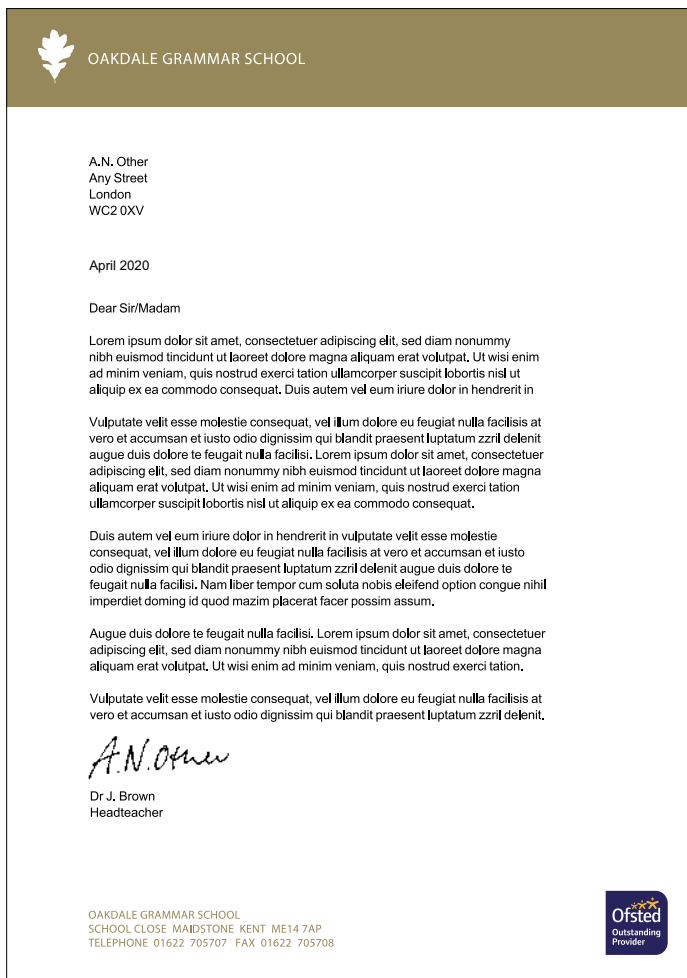 OAKDALE GRAMMAR SCHOOL
A.N. Other
Any Street
London
WC2 0XV
April 2020
Dear Sir/Madam
Lorem ipsum dolor sit amet, consectetuer adipiscing elit, sed diam nonummy
nibh euismod tincidunt ut laoreet dolore magna aliquam erat volutpat. Ut wisi enim
ad minim veniam, quis nostrud exerci tation ullamcorper suscipit lobortis nisl ut
aliquip ex ea commodo consequat. Duis autem vel eum iriure dolor in hendrerit in
Vulputate velit esse molestie consequat, vel illum dolore eu feugiat nulla facilisis at
vero et accumsan et iusto odio dignissim qui blandit praesent luptatum zzril delenit
augue duis dolore te feugait nulla facilisi. Lorem ipsum dolor sit amet, consectetuer
adipiscing elit, sed diam nonummy nibh euismod tincidunt ut laoreet dolore magna
aliquam erat volutpat. Ut wisi enim ad minim veniam, quis nostrud exerci tation
ullamcorper suscipit lobortis nisl ut aliquip ex ea commodo consequat.
Duis autem vel eum iriure dolor in hendrerit in vulputate velit esse molestie
consequat, vel illum dolore eu feugiat nulla facilisis at vero et accumsan et iusto
odio dignissim qui blandit praesent luptatum zzril delenit augue duis dolore te
feugait nulla facilisi. Nam liber tempor cum soluta nobis eleifend option congue nihil
imperdiet doming id quod mazim placerat facer possim assum.
Augue duis dolore te feugait nulla facilisi. Lorem ipsum dolor sit amet, consectetuer
adipiscing elit, sed diam nonummy nibh euismod tincidunt ut laoreet dolore magna
aliquam erat volutpat. Ut wisi enim ad minim veniam, quis nostrud exerci tation.
Vulputate velit esse molestie consequat, vel illum dolore eu feugiat nulla facilisis at
vero et accumsan et iusto odio dignissim qui blandit praesent luptatum zzril delenit.
A.N. Other
Dr J. Brown
Headteacher
OAKDALE GRAMMAR SCHOOL
SCHOOL CLOSE MAIDSTONE KENT ME14 7AP
TELEPHONE 01622 705707 FAX 01622 705708
Ofsted
Outstanding
Provider